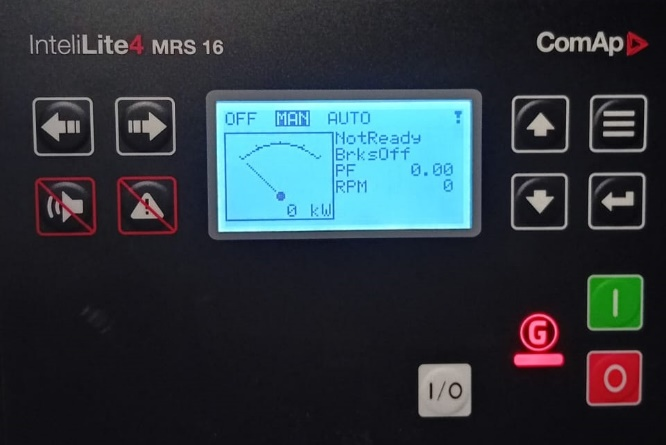 InteliLite4 MRS 16
ComAp
OFF MAN AUTO !
NotReady
BrksOff
PF 0.00
RPM 0
0 kW
G
I
I/O
O